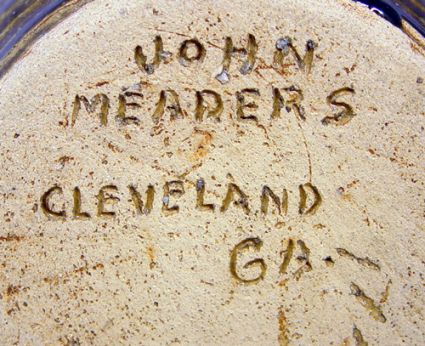 JOHN
MEADERS
CLEVELAND
GA.